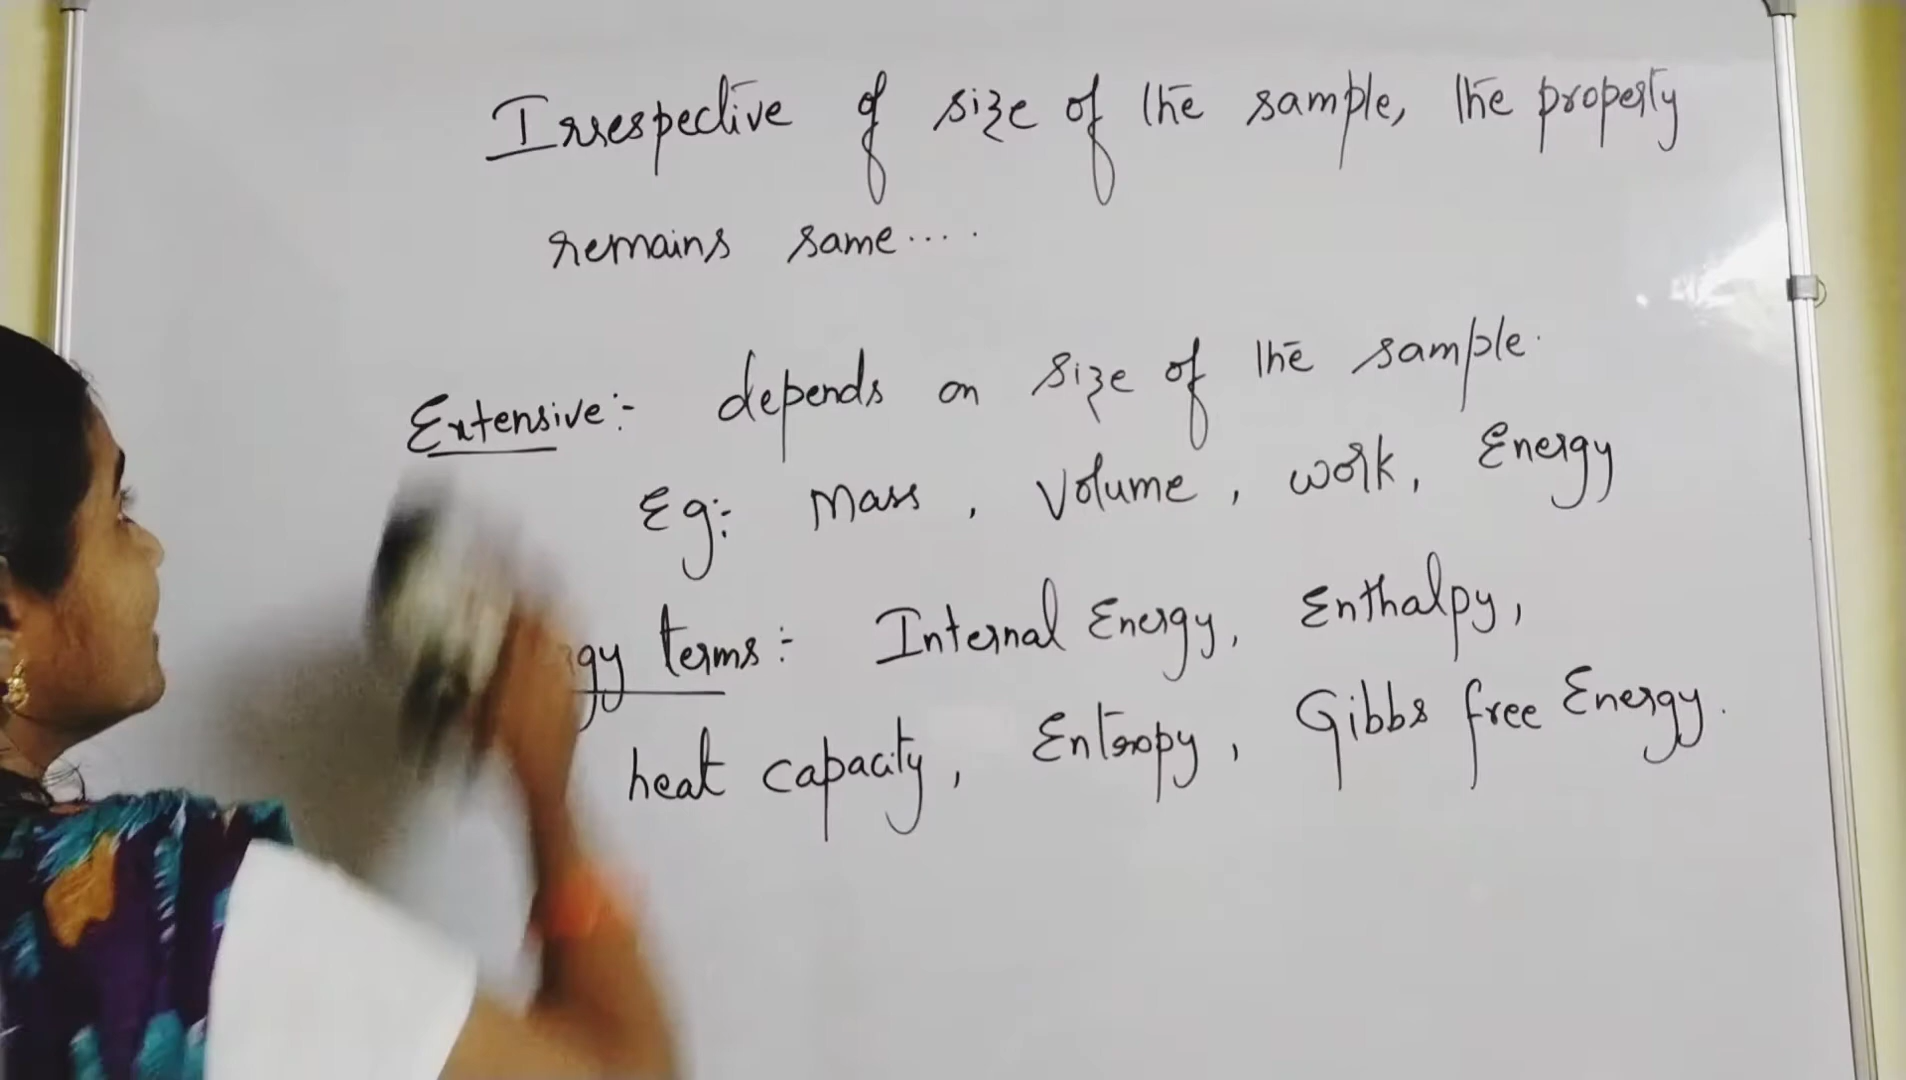 Irrespective of size of the sample, the property
remains same....
Extensive:- depends on size of the sample.
Eg:- Mass, Volume, work, Energy
terms:- Internal Energy, Enthalpy,
heat capacity, Entropy, Gibbs free Energy.